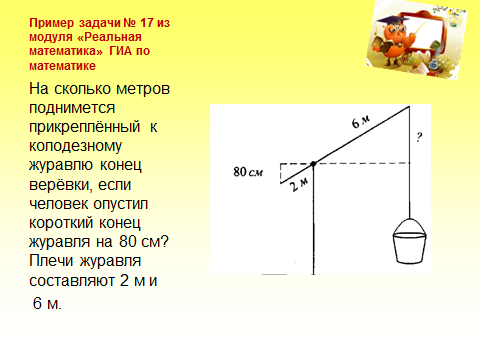 Пример задачи № 17 из
модуля «Реальная
математика» ГИА по
математике
На сколько метров
поднимется
прикреплённый к
колодезному
журавлю конец
верёвки, если
человек опустил
короткий конец
журавля на 80 см?
Плечи журавля
составляют 2 м и
6 м.
6 м
?
80 см
2 м